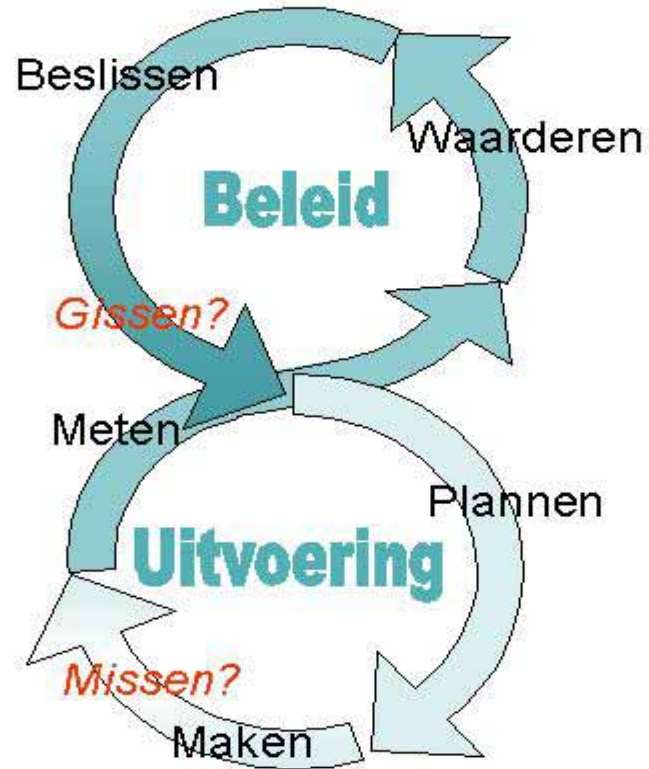 Beslissen
Waarderen
Beleid
Gissen?
Meten
Plannen
Uitvoering
Missen?
Maken